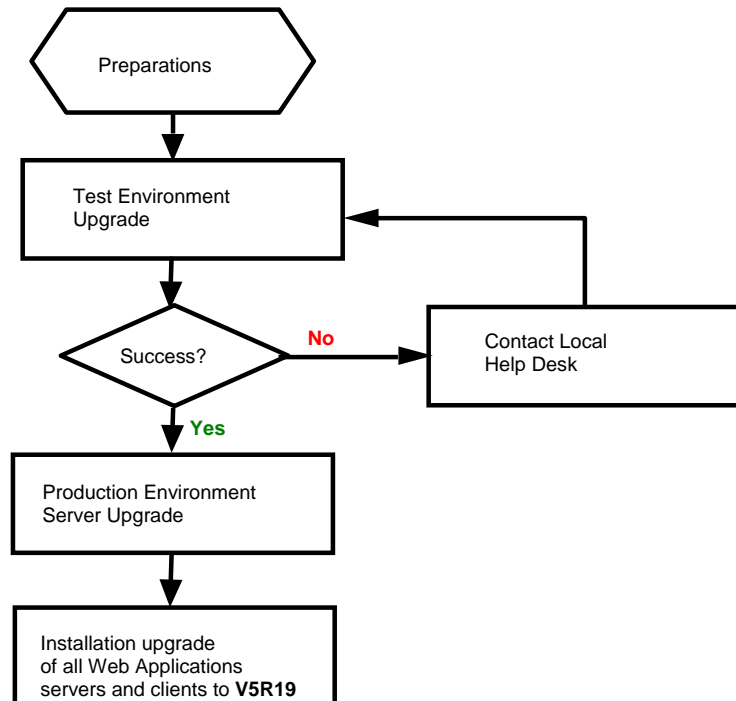 Preparations
Test Environment
Upgrade
Success?
No
Contact Local
Help Desk
Yes
Production Environment
Server Upgrade
Installation upgrade
of all Web Applications
servers and clients to V5R19